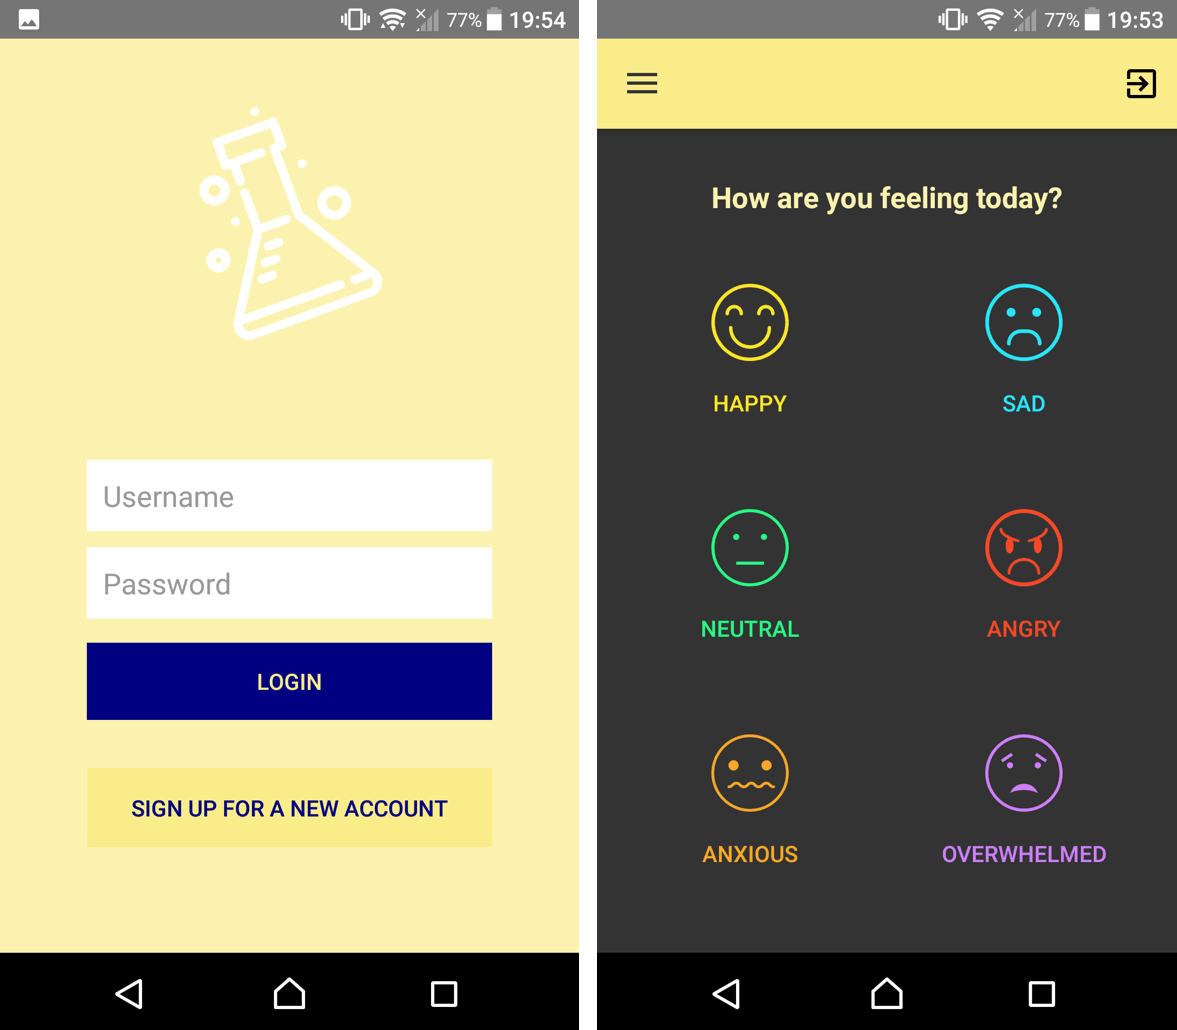 77% 19:54
Username
Password
LOGIN
SIGN UP FOR A NEW ACCOUNT
77% 19:53
How are you feeling today?
HAPPY SAD
NEUTRAL ANGRY
ANXIOUS OVERWHELMED